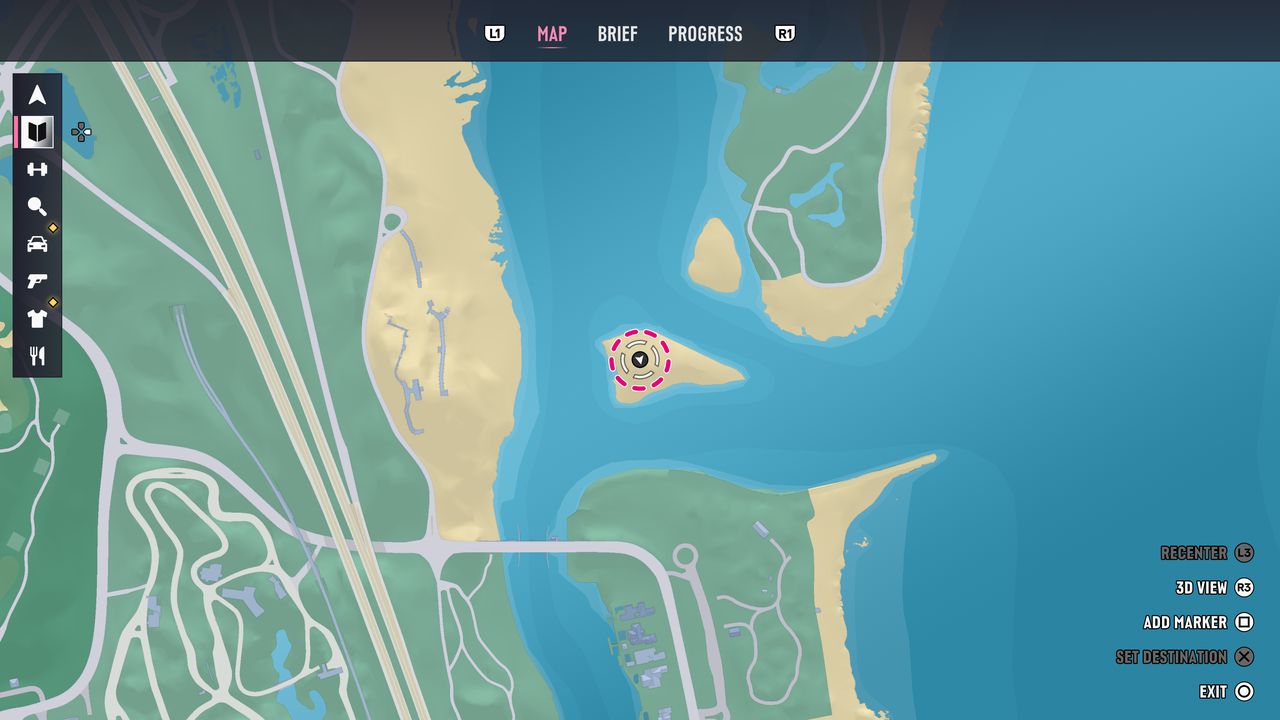 L1 MAP BRIEF PROGRESS R1
RECENTER L3
3D VIEW R3
ADD MARKER
SET DESTINATION
EXIT